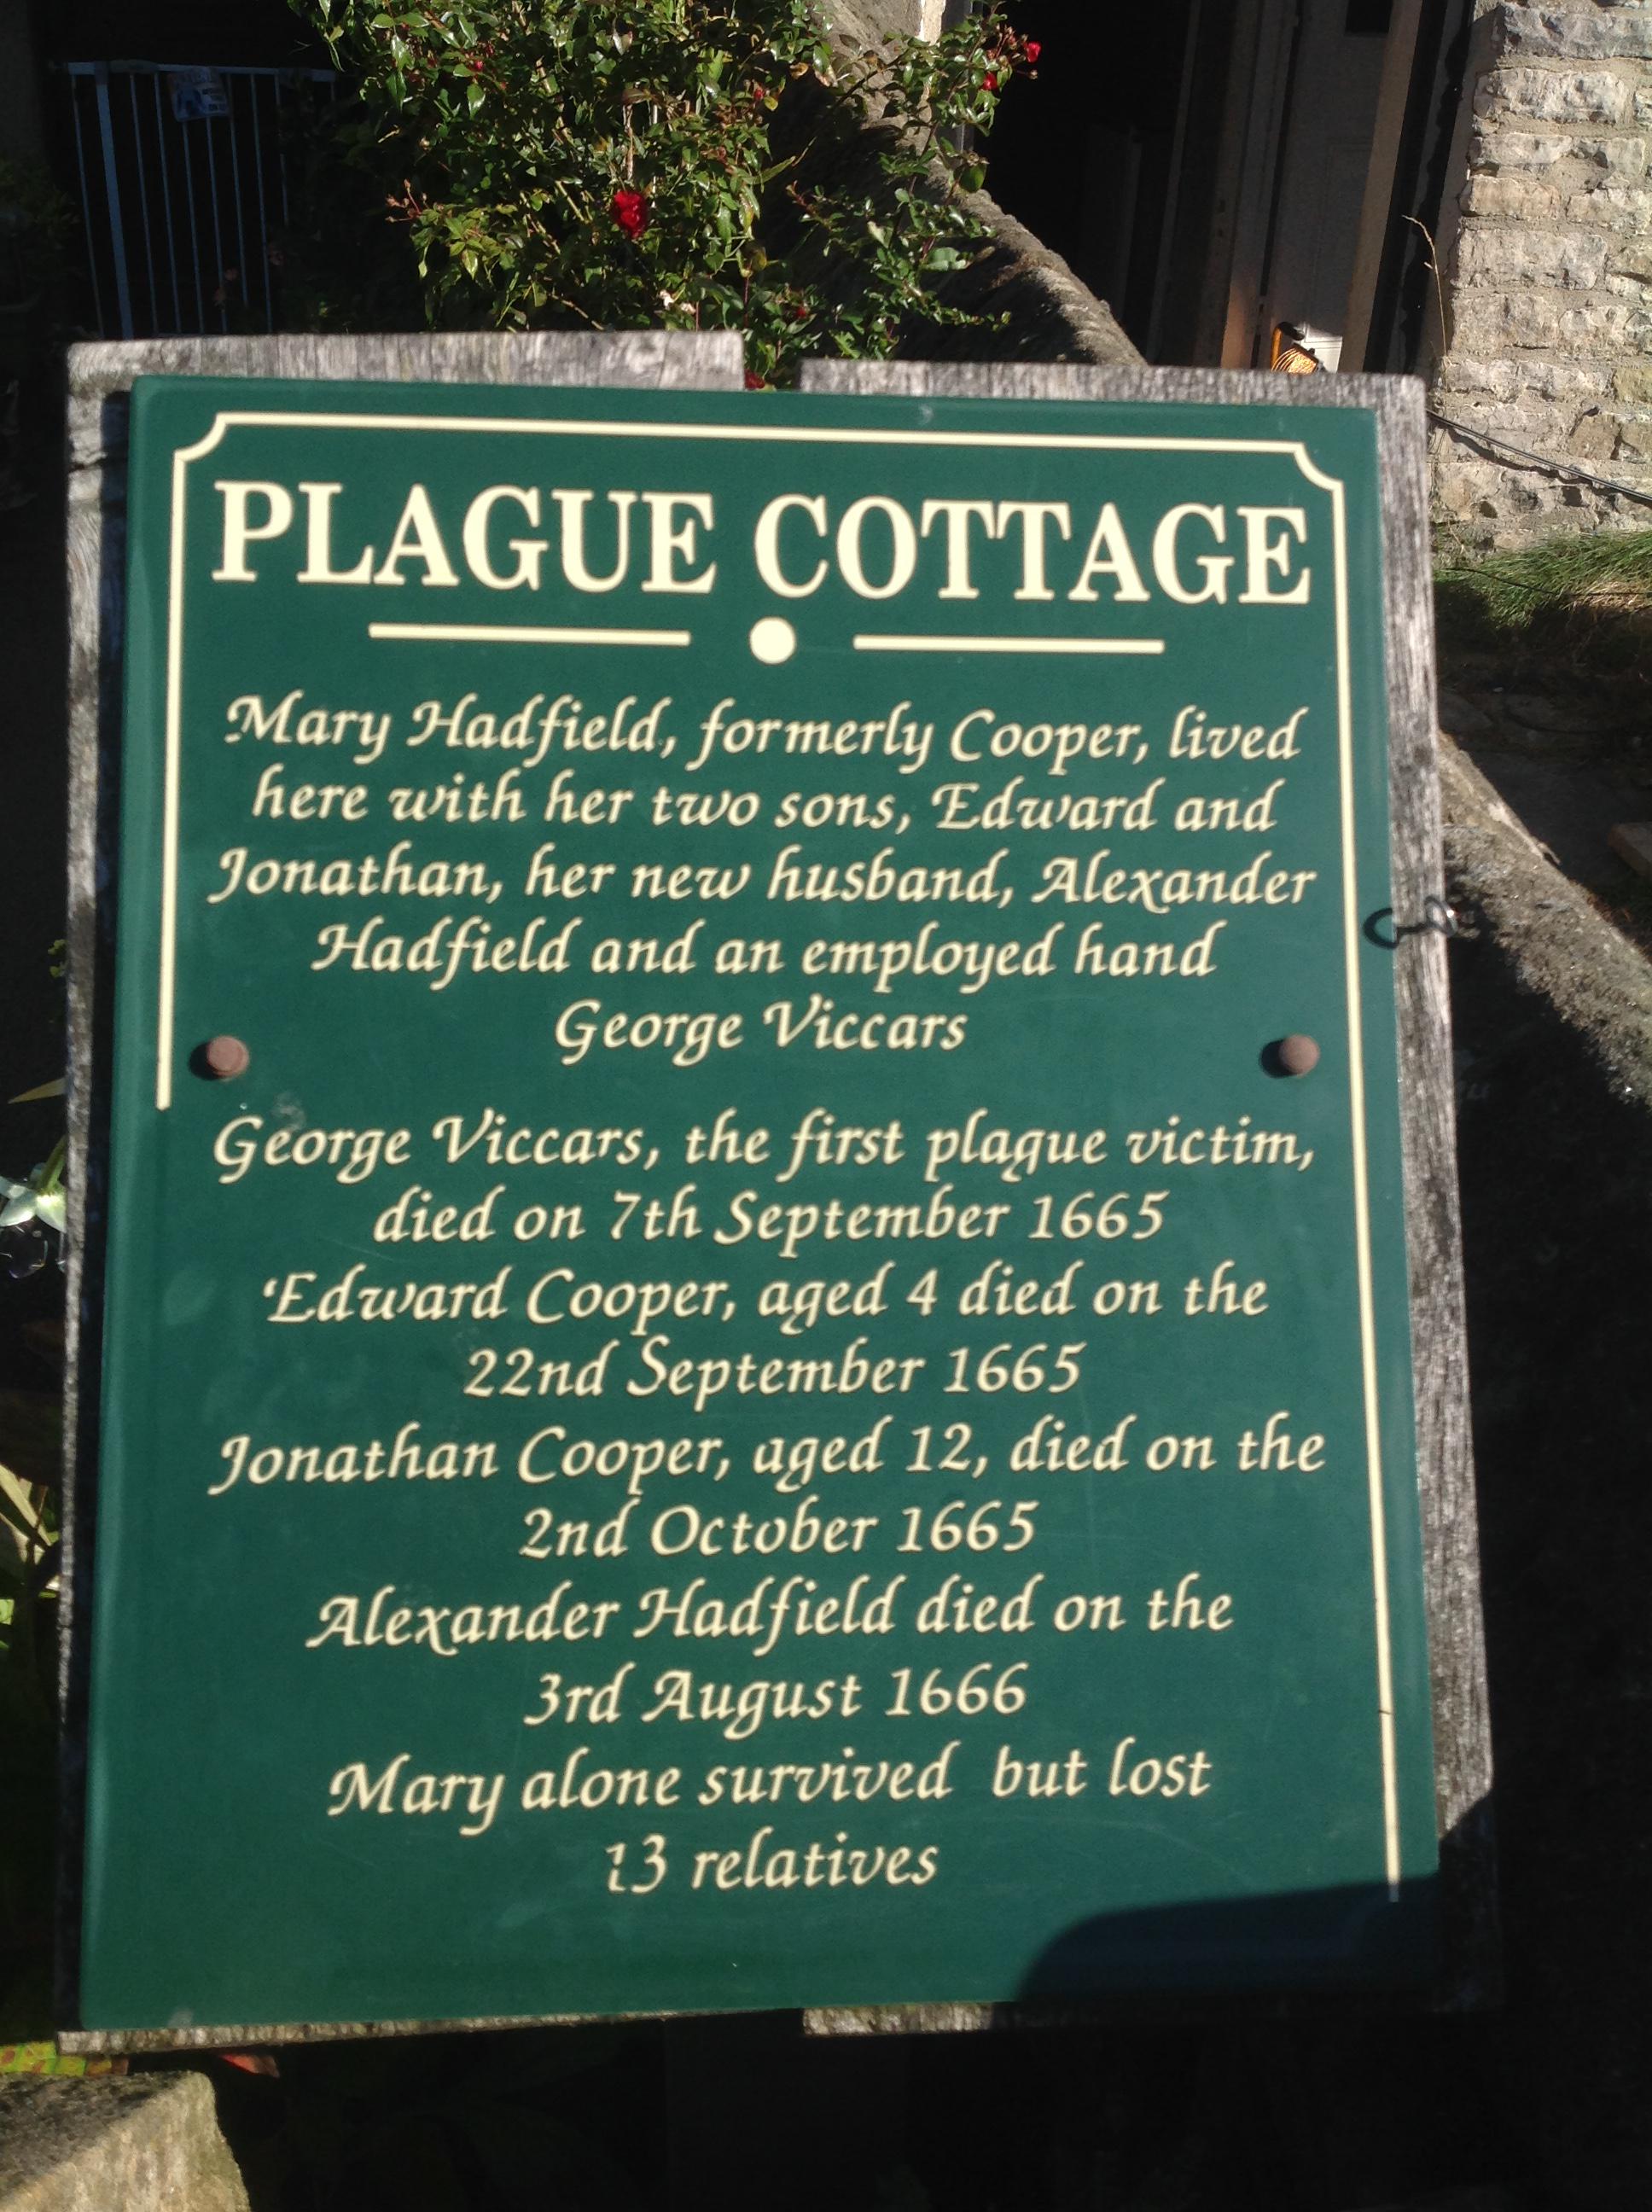 PLAGUE COTTAGE
Mary Hadfield, formerly Cooper, lived
here with her two sons, Edward and
Jonathan, her new husband, Alexander
Hadfield and an employed hand
George Viccars
George Viccars, the first plague victim,
died on 7th September 1665
'Edward Cooper, aged 4 died on the
22nd September 1665
Jonathan Cooper, aged 12, died on the
2nd October 1665
Alexander Hadfield died on the
3rd August 1666
Mary alone survived but lost
13 relatives